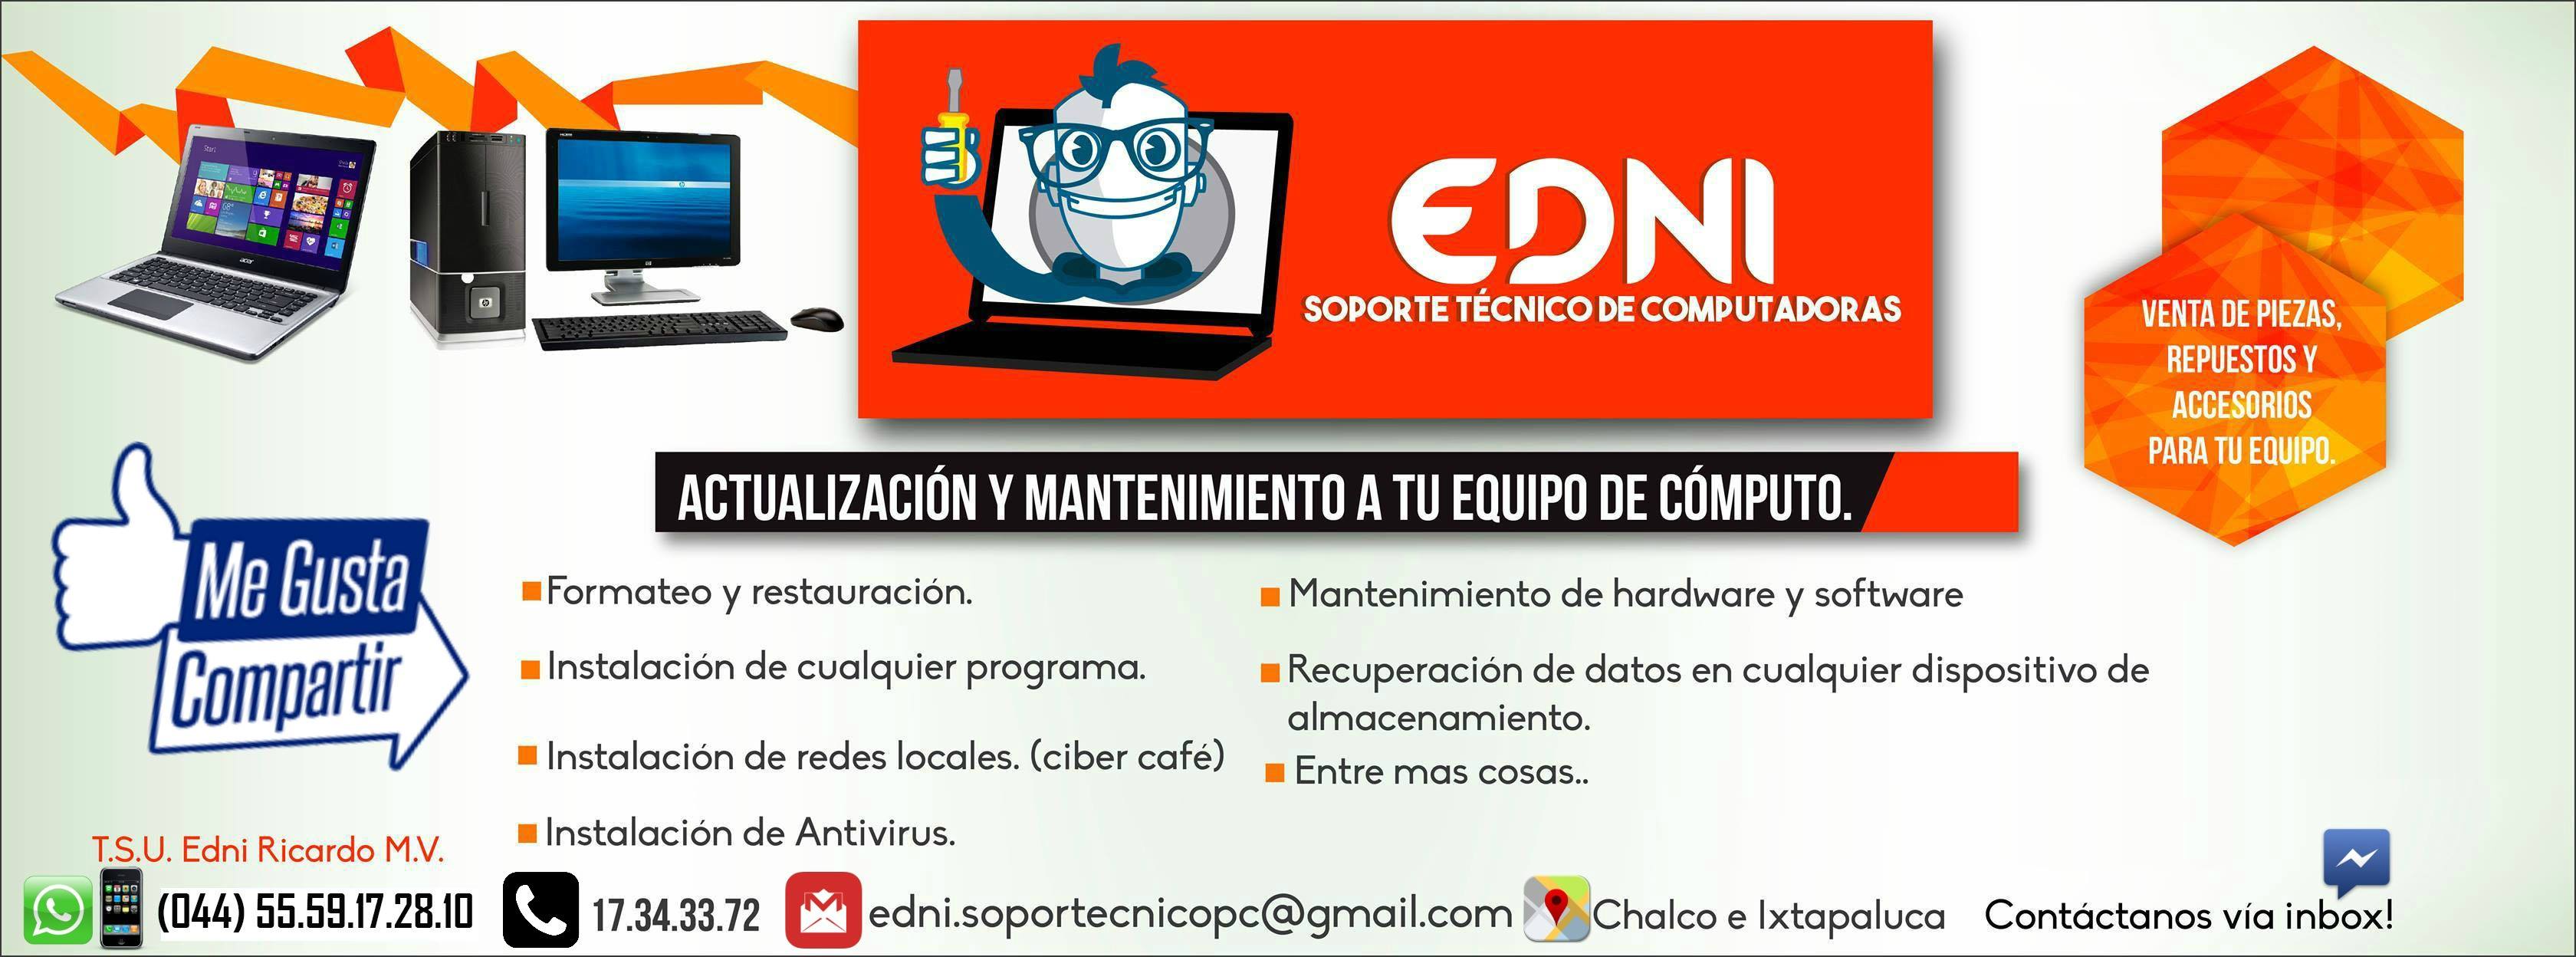 EDNI
SOPORTE TÉCNICO DE COMPUTADORAS
VENTA DE PIEZAS,
REPUESTOS Y
ACCESORIOS
PARA TU EQUIPO.
ACTUALIZACIÓN Y MANTENIMIENTO A TU EQUIPO DE CÓMPUTO.
Me Gusta
Compartir
Formateo y restauración.
Instalación de cualquier programa.
Instalación de redes locales. (ciber café)
Instalación de Antivirus.
Mantenimiento de hardware y software
Recuperación de datos en cualquier dispositivo de
almacenamiento.
Entre mas cosas..
T.S.U. Edni Ricardo M.V.
(044) 55.59.17.28.10
17.34.33.72
edni.soportecnicopc@gmail.com
Chalco e Ixtapaluca
Contáctanos vía inbox!
Start
acer
hp